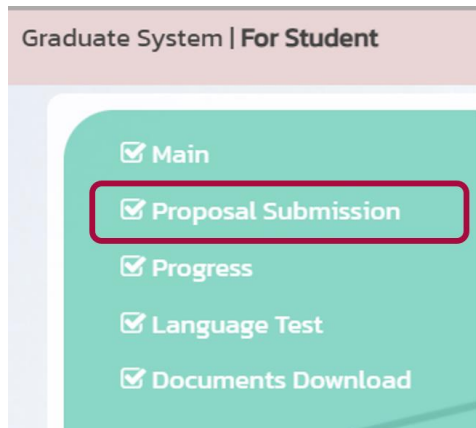 Graduate System | For Student
Main
Proposal Submission
Progress
Language Test
Documents Download